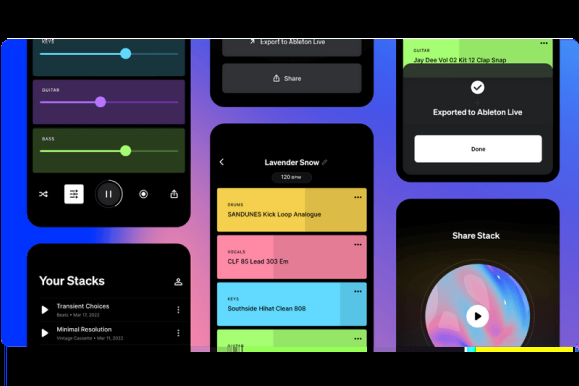 KEYS
GUITAR
BASS
Your Stacks
Transient Choices
Beats • Mar 17, 2022
Minimal Resolution
Vintage Cassette • Mar 11, 2022
Export to Ableton Live
Share
Lavender Snow
120 BPM
DRUMS
SANDUNES Kick Loop Analogue
VOCALS
CLF 85 Lead 303 Em
KEYS
Southside Hihat Clean 808
GUITAR
GUITAR
Jay Dee Vol 02 Kit 12 Clap Snap
Exported to Ableton Live
Done
Share Stack